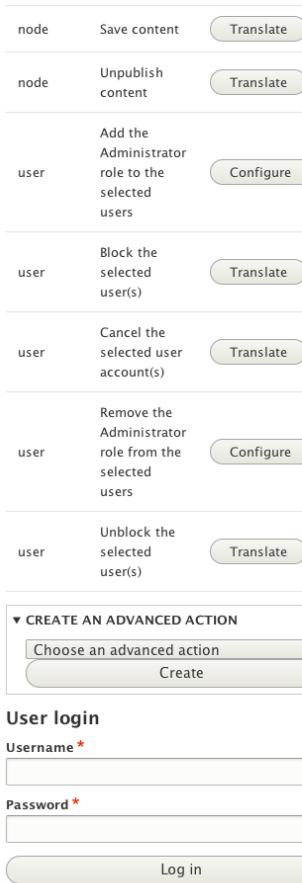 node Save content Translate
node Unpublish content Translate
user Add the Administrator role to the selected users Configure
user Block the selected user(s) Translate
user Cancel the selected user account(s) Translate
user Remove the Administrator role from the selected users Configure
user Unblock the selected user(s) Translate
▼ CREATE AN ADVANCED ACTION
Choose an advanced action
Create
User login
Username *
Password *
Log in